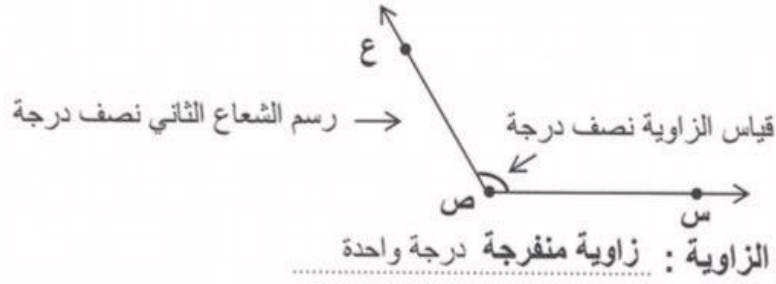 ع
رسم الشعاع الثاني نصف درجة
قياس الزاوية نصف درجة
ص
س
الزاوية : زاوية منفرجة درجة واحدة